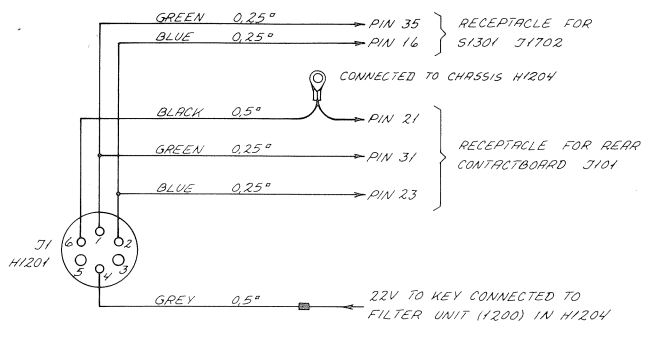 GREEN 0,25▫ PIN 35
BLUE 0,25▫ PIN 16
RECEPTACLE FOR
S1301 J1702
CONNECTED TO CHASSIS H1204
BLACK 0,5▫ PIN 21
GREEN 0,25▫ PIN 31
BLUE 0,25▫ PIN 23
RECEPTACLE FOR REAR
CONTACTBOARD J101
J1
H1201
6 1 2
5 4 3
GREY 0,5▫
22V TO KEY CONNECTED TO
FILTER UNIT (1200) IN H1204